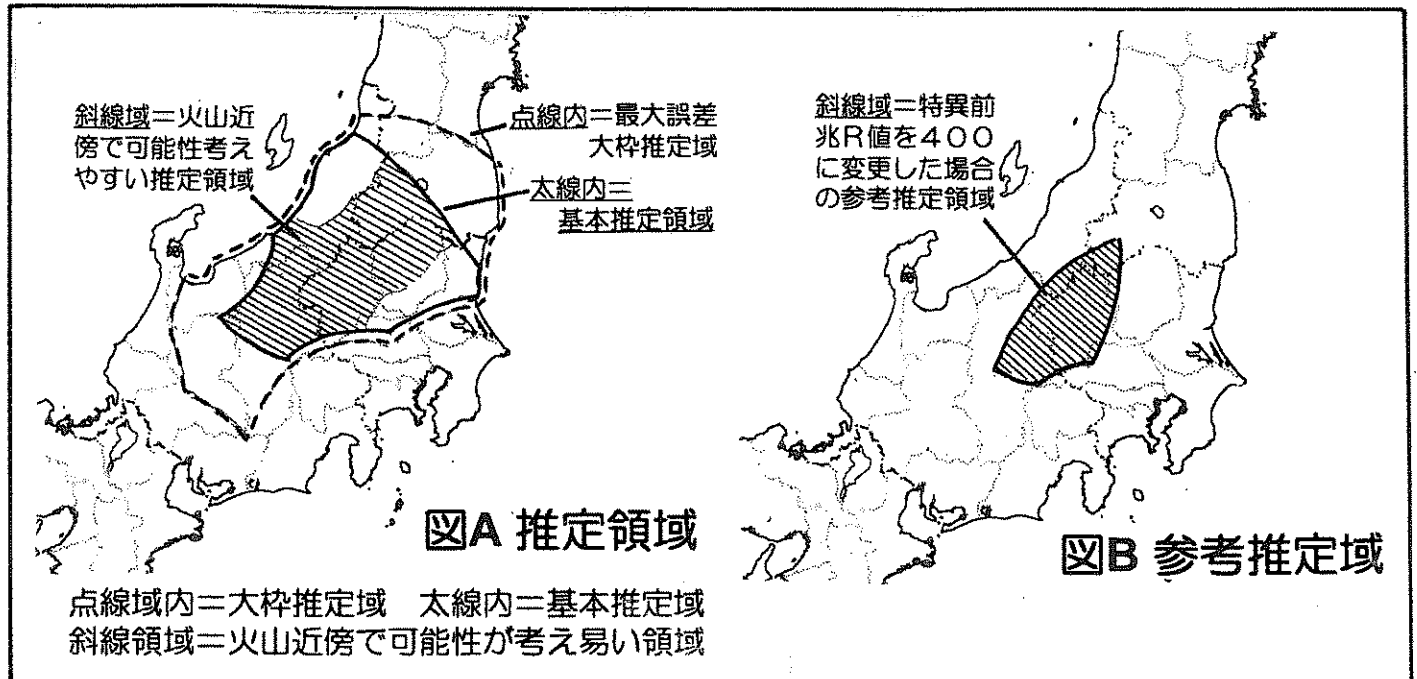 斜線域＝火山近
傍で可能性考え
やすい推定領域
点線内＝最大誤差
大枠推定域
太線内＝
基本推定領域
図A 推定領域
点線域内＝大枠推定域　太線内＝基本推定域
斜線領域＝火山近傍で可能性が考え易い領域
斜線域＝特異前
兆R値を４００
に変更した場合
の参考推定領域
図B 参考推定域